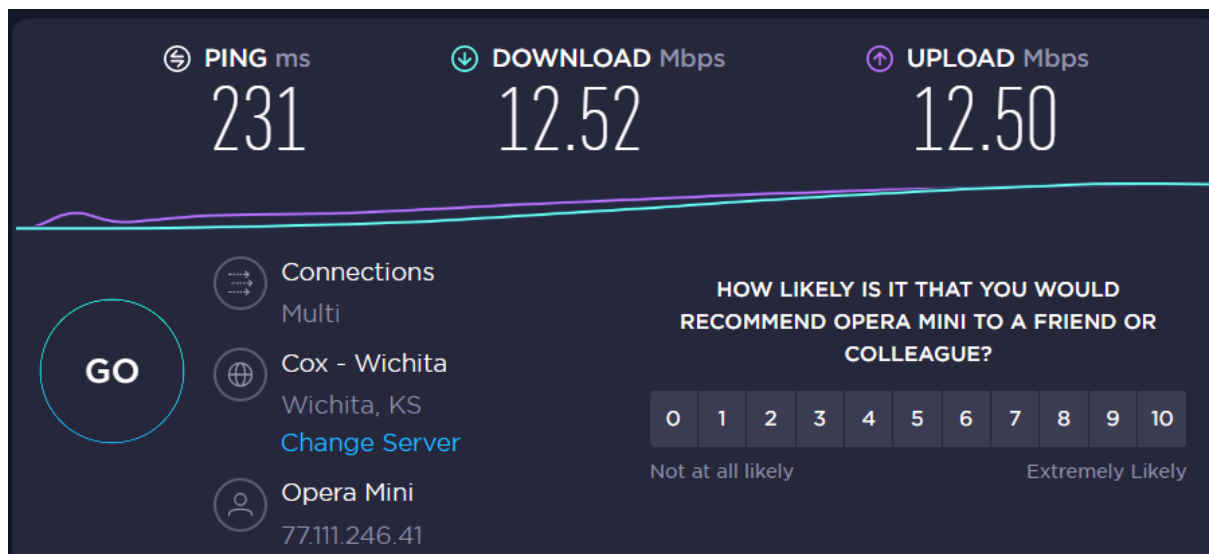 PING ms
231
DOWNLOAD Mbps
12.52
UPLOAD Mbps
12.50
GO
Connections
Multi
Cox - Wichita
Wichita, KS
Change Server
Opera Mini
77.111.246.41
HOW LIKELY IS IT THAT YOU WOULD
RECOMMEND OPERA MINI TO A FRIEND OR
COLLEAGUE?
0 1 2 3 4 5 6 7 8 9 10
Not at all likely
Extremely Likely